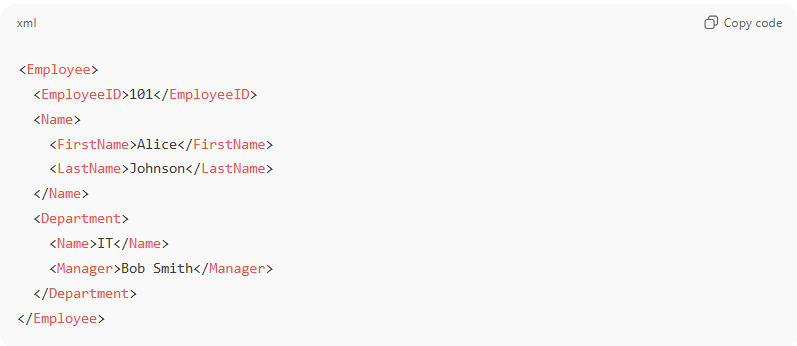 xml
Copy code
<Employee>
  <EmployeeID>101</EmployeeID>
  <Name>
    <FirstName>Alice</FirstName>
    <LastName>Johnson</LastName>
  </Name>
  <Department>
    <Name>IT</Name>
    <Manager>Bob Smith</Manager>
  </Department>
</Employee>